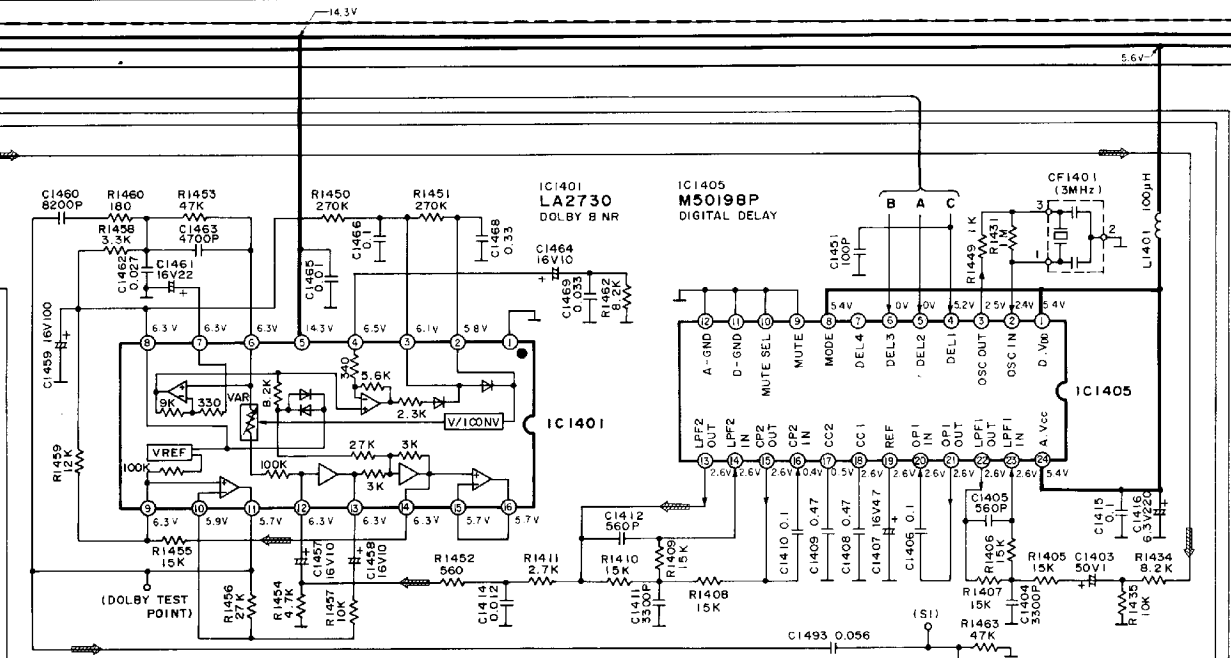 14.3V
5.6V
C1460
8200P
R1460
180
R1453
47K
R1458
3.3K
C1463
4700P
C1462
0.027
C1461
16V22
R1450
270K
R1451
270K
C1466
0.1
C1468
0.33
C1465
0.01
IC1401
LA2730
DOLBY B NR
C1464
16V10
C1469
0.033
R1462
8.2K
IC1405
M50198P
DIGITAL DELAY
B A C
C1451
100P
R1449 1K
R1431
1M
CF1401
(3MHz)
3
1
2
L1401 100μH
C1459 16V100
6.3V
6.3V
6.3V
14.3V
6.5V
6.1V
5.8V
8
7
6
5
4
3
2
1
5.4V
0V
0V
5.2V
2.5V
2.4V
5.4V
12
11
10
9
8
7
6
5
4
3
2
1
A-GND
D-GND
MUTE SEL
MUTE
MODE
DEL4
DEL3
DEL2
DEL1
OSC OUT
OSC IN
D.VDD
9K
330
VAR
8.2K
340
5.6K
2.3K
V/I CONV
IC1401
IC1405
VREF
100K
100K
27K
3K
3K
LPF2
OUT
LPF2
IN
CP2
OUT
CP2
IN
CC2
CC1
REF
OP1
IN
OP1
OUT
LPF1
OUT
LPF1
IN
A.Vcc
R1459
12K
9
10
11
12
13
14
15
16
6.3V
5.9V
5.7V
6.3V
6.3V
6.3V
5.7V
5.7V
13
14
15
16
17
18
19
20
21
22
23
24
2.6V
2.6V
2.6V
0.4V
0.5V
2.6V
2.6V
2.6V
2.6V
2.6V
2.6V
5.4V
R1455
15K
C1457
16V10
C1458
16V10
R1452
560
R1411
2.7K
C1412
560P
R1410
15K
R1409
15K
C1410 0.1
C1409 0.47
C1408 0.47
C1407 16V47
C1406 0.1
C1405
560P
R1406
15K
R1405
15K
C1403
50V1
R1434
8.2K
C1415
0.1
C1416
6.3V220
(DOLBY TEST
POINT)
R1456
27K
R1454
4.7K
R1457
10K
C1414
0.012
C1411
3300P
R1408
15K
R1407
15K
C1404
3300P
R1435
10K
(S1)
C1493 0.056
R1463
47K